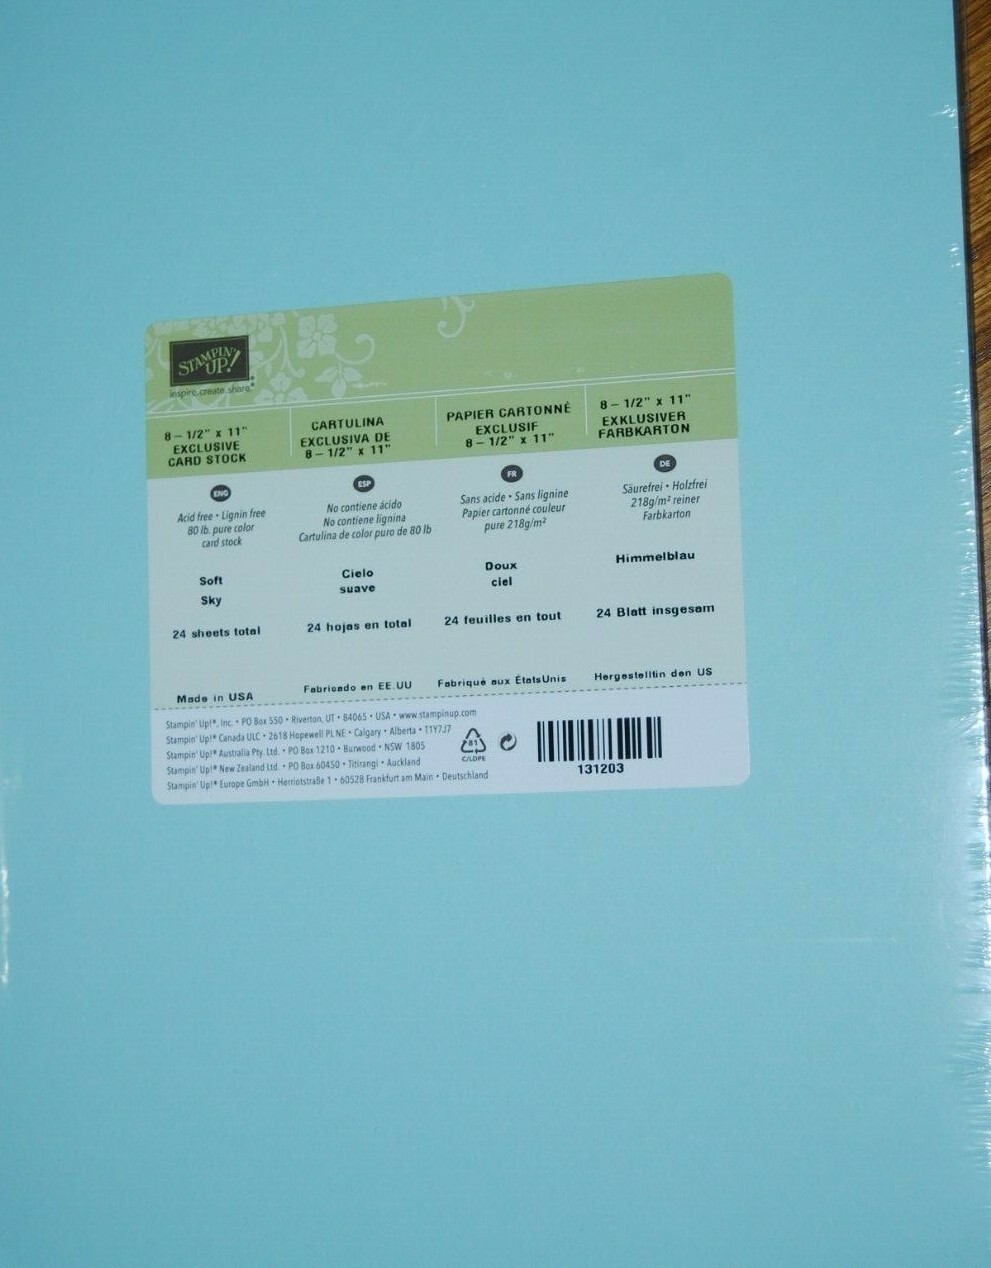 STAMPIN' UP!
inspire.create.share.®
8 – 1/2" x 11"
EXCLUSIVE
CARD STOCK
ENG
Acid free • Lignin free
80 lb. pure color
card stock
Soft
Sky
24 sheets total
Made in USA
CARTULINA
EXCLUSIVA DE
8 – 1/2" x 11"
ESP
No contiene ácido
No contiene lignina
Cartulina de color puro de 80 lb
Cielo
suave
24 hojas en total
Fabricado en EE.UU
PAPIER CARTONNÉ
EXCLUSIF
8 – 1/2" x 11"
FR
Sans acide • Sans lignine
Papier cartonné couleur
pure 218g/m²
Doux
ciel
24 feuilles en tout
Fabriqué aux ÉtatsUnis
8 – 1/2" x 11"
EXKLUSIVER
FARBKARTON
DE
Säurefrei • Holzfrei
218g/m² reiner
Farbkarton
Himmelblau
24 Blatt insgesam
Hergestelltin den US
Stampin' Up!®, Inc. • PO Box 550 • Riverton, UT • 84065 • USA • www.stampinup.com
Stampin' Up!® Canada ULC • 2618 Hopewell Pl NE • Calgary • Alberta • T1Y7J7
Stampin' Up!® Australia Pty. Ltd. • PO Box 1210 • Burwood • NSW 1805
Stampin' Up!® New Zealand Ltd. • PO Box 60450 • Titirangi • Auckland
Stampin' Up!® Europe GmbH • Herriotstraße 1 • 60528 Frankfurt am Main • Deutschland
81
C/LDPE
131203